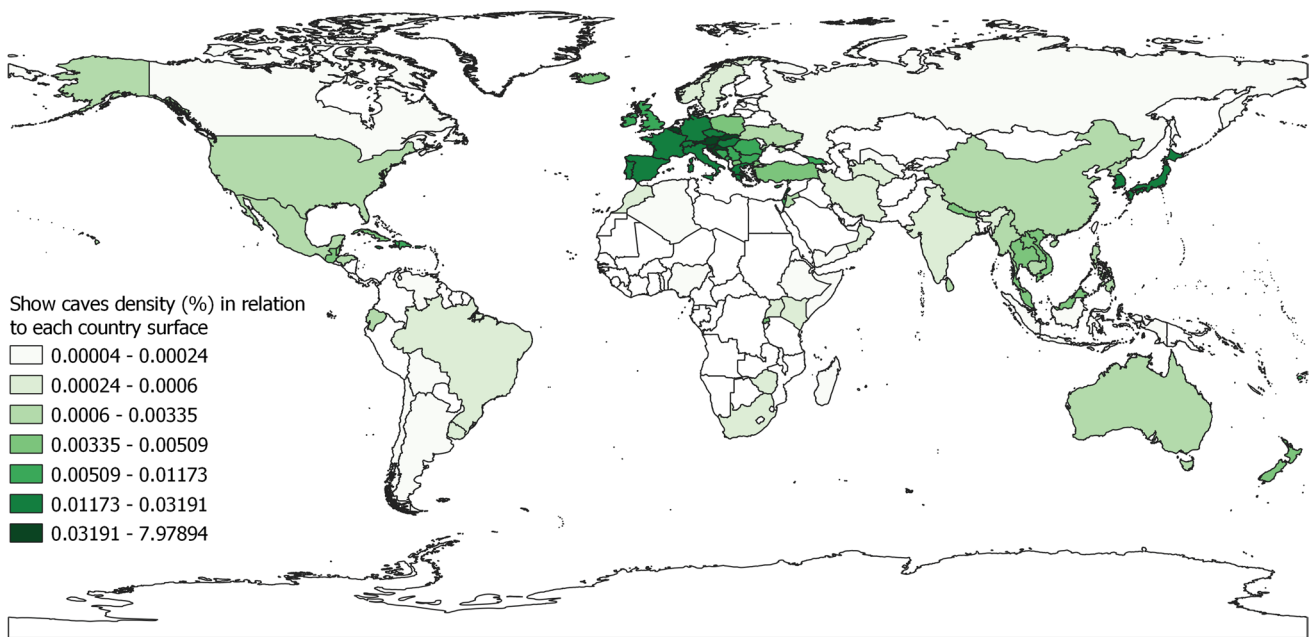 Show caves density (%) in relation
to each country surface
0.00004 - 0.00024
0.00024 - 0.0006
0.0006 - 0.00335
0.00335 - 0.00509
0.00509 - 0.01173
0.01173 - 0.03191
0.03191 - 7.97894